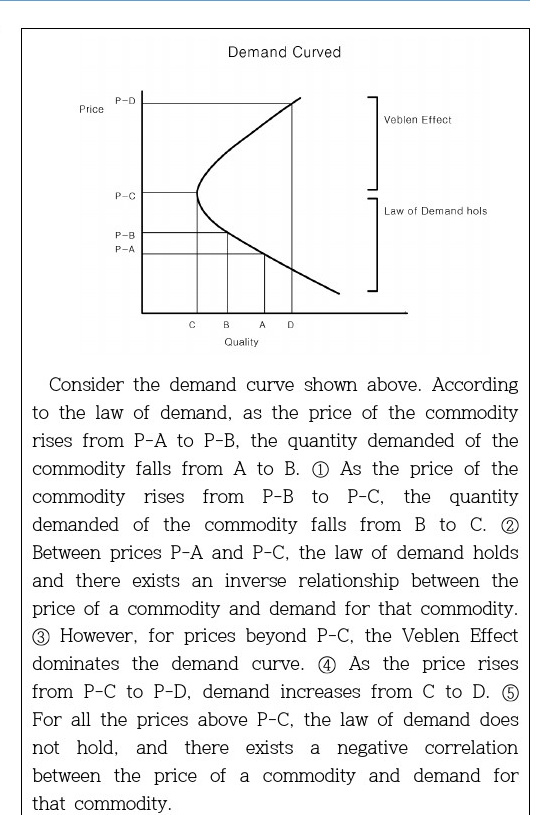 Demand Curved
P-D
Price
Veblen Effect
P-C
Law of Demand hols
P-B
P-A
C B A D
Quality
Consider the demand curve shown above. According
to the law of demand, as the price of the commodity
rises from P-A to P-B, the quantity demanded of the
commodity falls from A to B. ① As the price of the
commodity rises from P-B to P-C, the quantity
demanded of the commodity falls from B to C. ②
Between prices P-A and P-C, the law of demand holds
and there exists an inverse relationship between the
price of a commodity and demand for that commodity.
③ However, for prices beyond P-C, the Veblen Effect
dominates the demand curve. ④ As the price rises
from P-C to P-D, demand increases from C to D. ⑤
For all the prices above P-C, the law of demand does
not hold, and there exists a negative correlation
between the price of a commodity and demand for
that commodity.